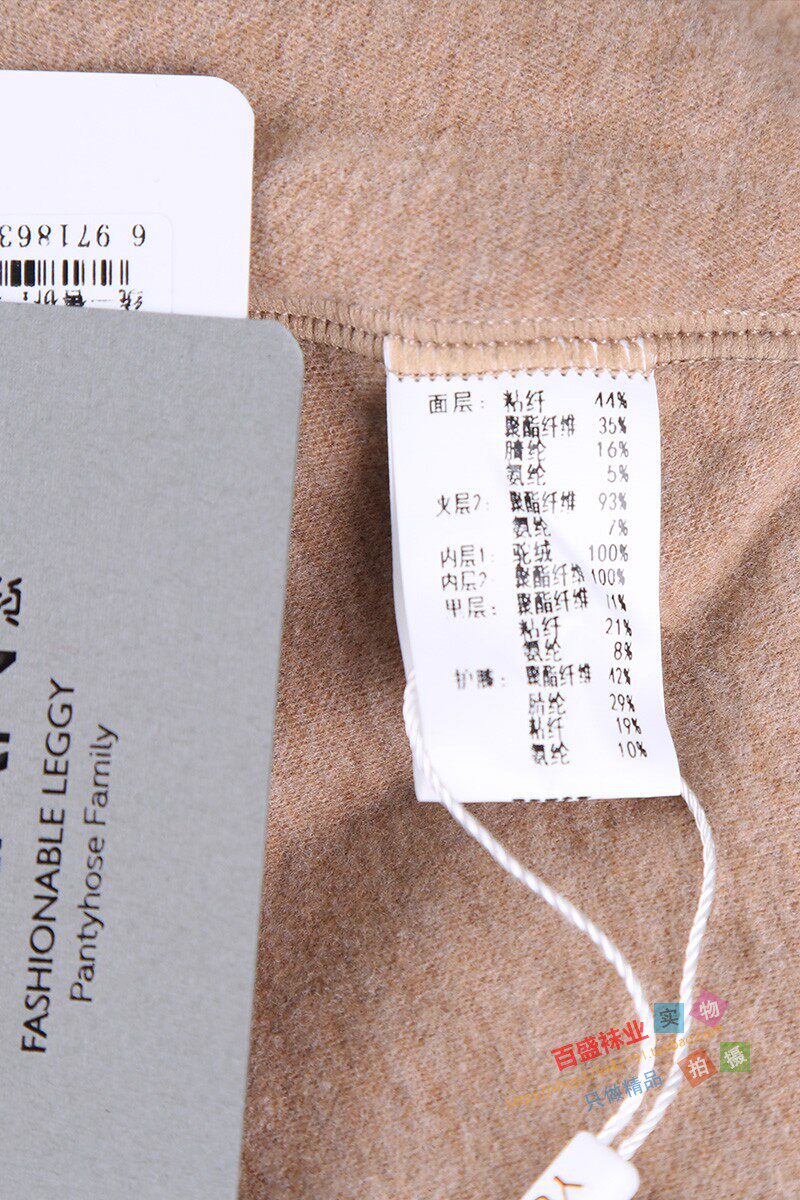 6 971863
统一售价:
FASHIONABLE LEGGY
Pantyhose Family
面层: 粘纤 44%
聚酯纤维 35%
腈纶 16%
氨纶 5%
夹层2: 聚酯纤维 93%
氨纶 7%
内层1: 驼绒 100%
内层2: 聚酯纤维 100%
聚酯纤维
粘纤 21%
氨纶 8%
护膝: 聚酯纤维 42%
腈纶 29%
粘纤 19%
氨纶 10%
百盛袜业
实物
拍摄
只做精品